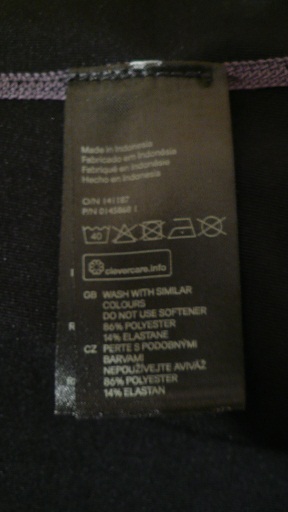 Made in Indonesia
Fabricado em Indonésia
Fabriqué en Indonésie
Hecho en Indonesia
O/N 141187
P/N 0145868 1
40
clevercare.info
GB WASH WITH SIMILAR
COLOURS
DO NOT USE SOFTENER
86% POLYESTER
14% ELASTANE
CZ PERTE S PODOBNÝMI
BARVAMI
NEPOUŽÍVEJTE AVIVÁŽ
86% POLYESTER
14% ELASTAN